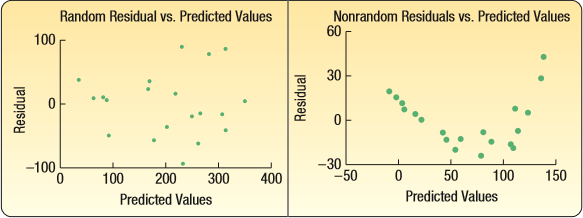 Random Residual vs. Predicted Values
100
0
−100
Residual
0
100
200
300
400
Predicted Values
Nonrandom Residuals vs. Predicted Values
60
30
0
−30
Residual
−50
0
50
100
150
Predicted Values